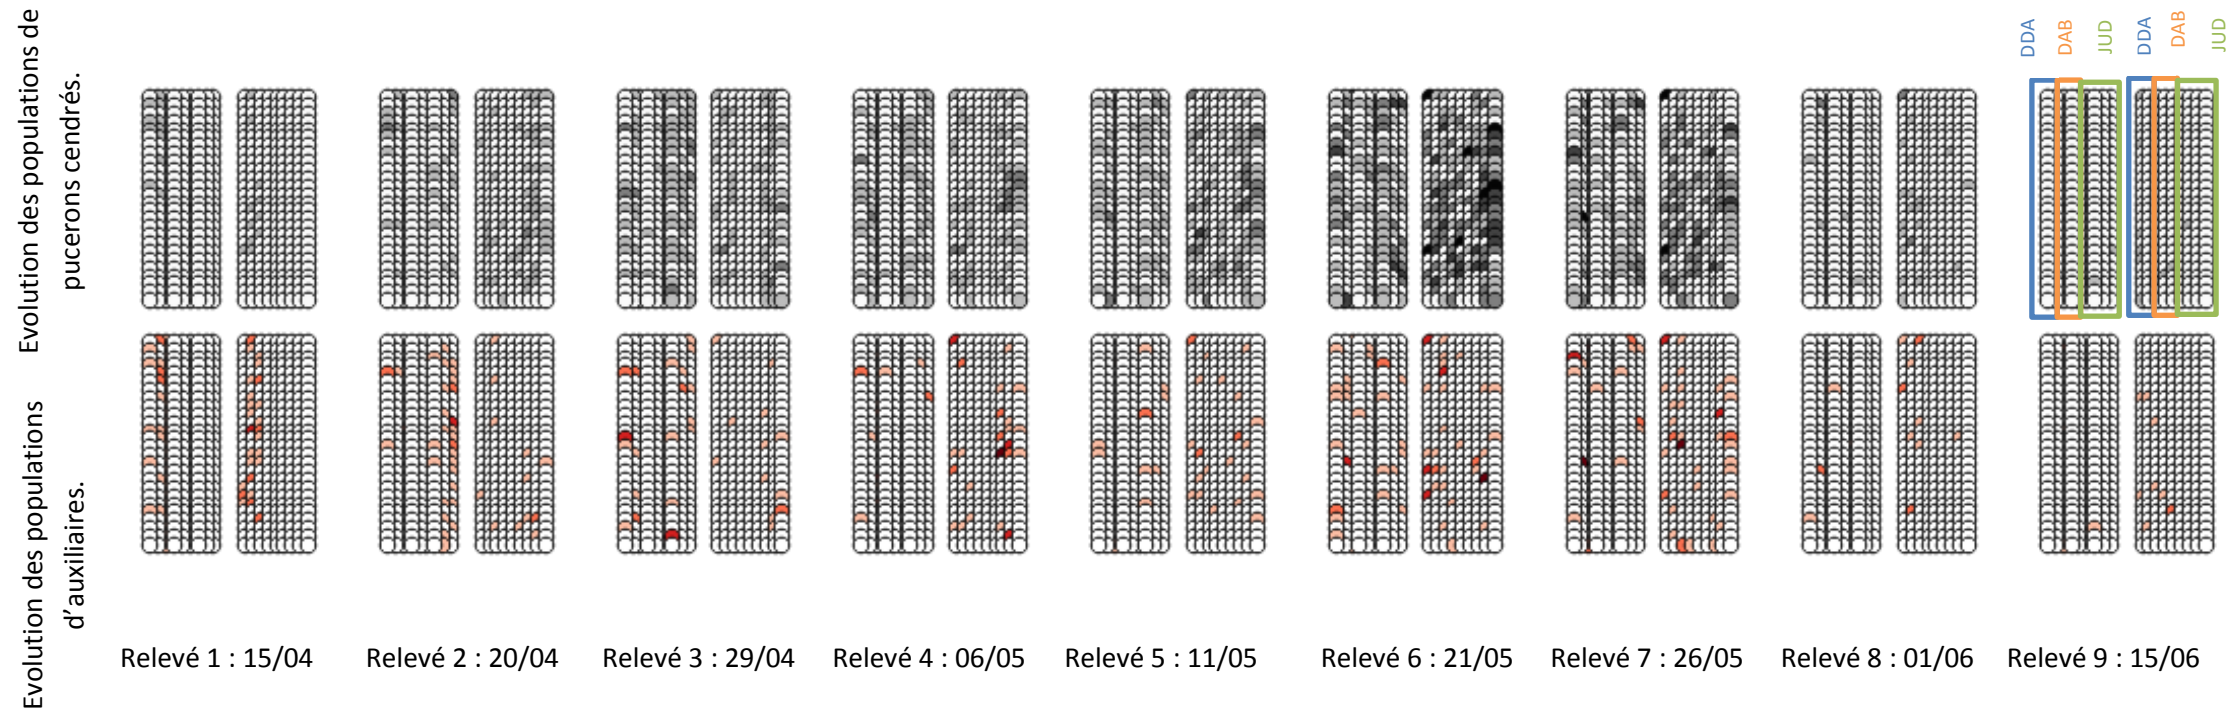 Evolution des populations de
pucerons cendrés.
DDA
DAB
JUD
DDA
DAB
JUD
Evolution des populations
d’auxiliaires.
Relevé 1 : 15/04
Relevé 2 : 20/04
Relevé 3 : 29/04
Relevé 4 : 06/05
Relevé 5 : 11/05
Relevé 6 : 21/05
Relevé 7 : 26/05
Relevé 8 : 01/06
Relevé 9 : 15/06